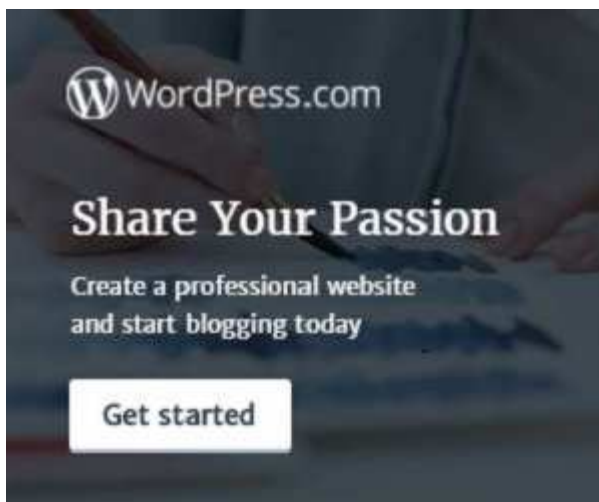 WordPress.com
Share Your Passion
Create a professional website
and start blogging today
Get started